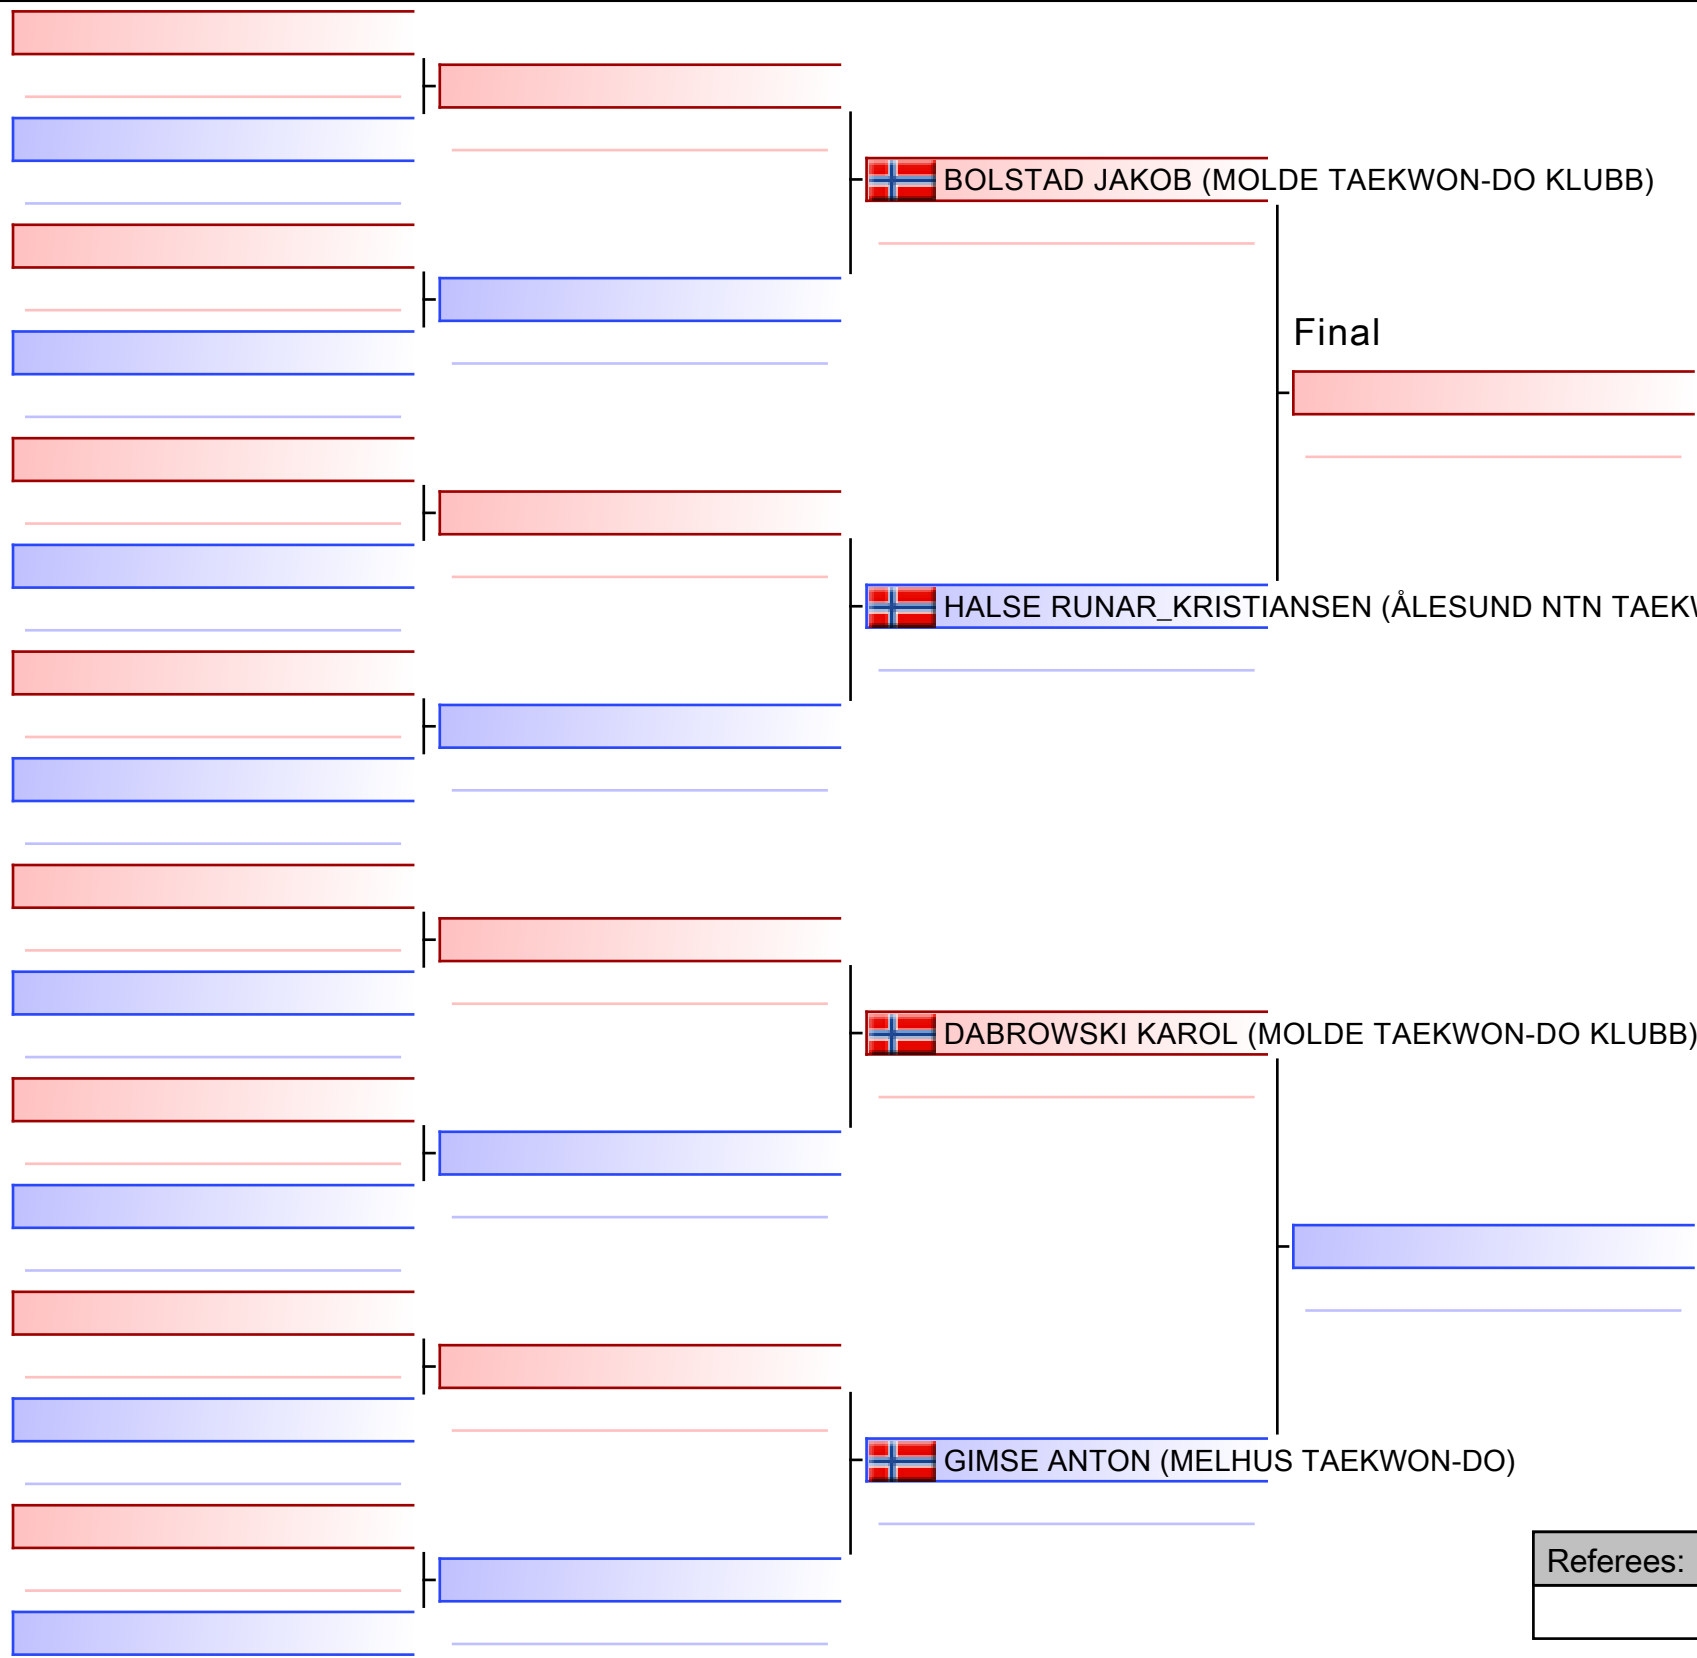 BOLSTAD JAKOB (MOLDE TAEKWON-DO KLUBB)
Final
HALSE RUNAR_KRISTIANSEN (ÅLESUND NTN
DABROWSKI KAROL (MOLDE TAEKWON-DO KLUBB)
GIMSE ANTON (MELHUS TAEKWON-DO)
Referees: